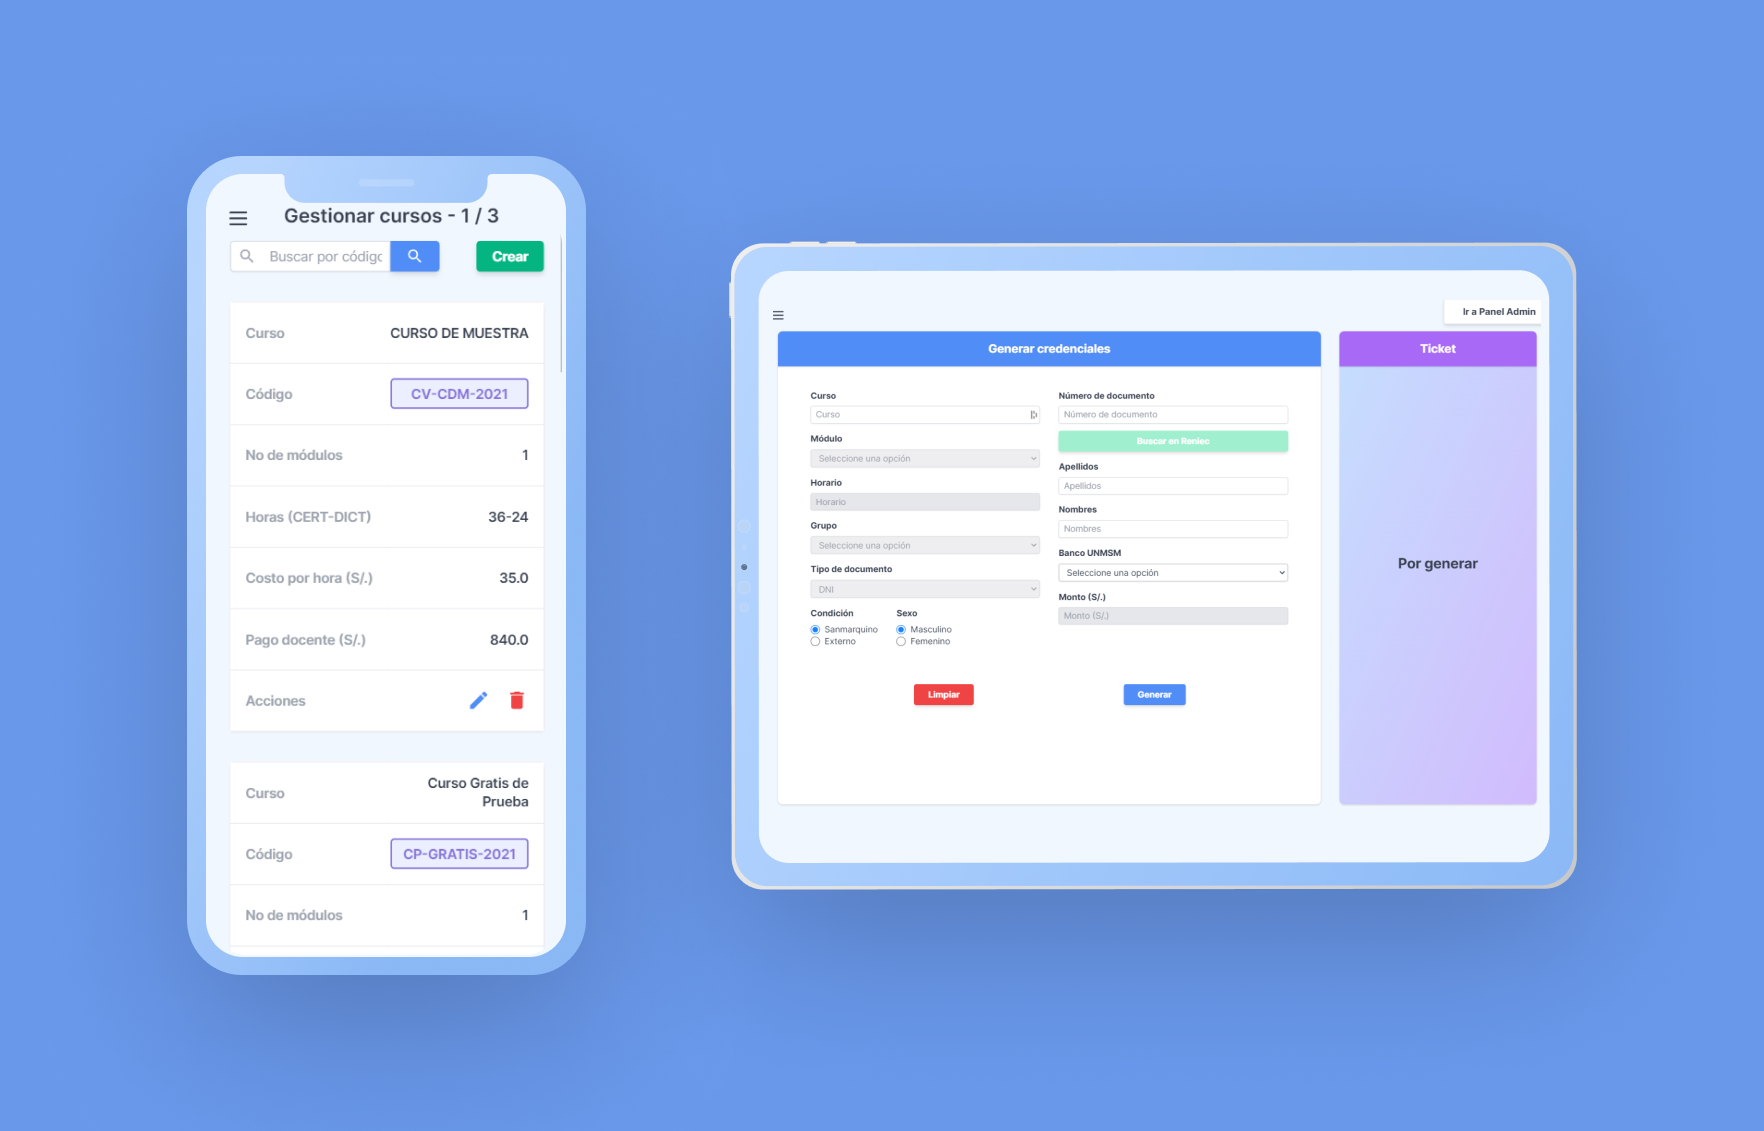 Gestionar cursos - 1 / 3
Buscar por códigc
Crear
Curso CURSO DE MUESTRA
Código CV-CDM-2021
No de módulos 1
Horas (CERT-DICT) 36-24
Costo por hora (S/.) 35.0
Pago docente (S/.) 840.0
Acciones
Curso Curso Gratis de
Prueba
Código CP-GRATIS-2021
No de módulos 1
Ir a Panel Admin
Generar credenciales
Curso
Curso
Módulo
Seleccione una opción
Horario
Horario
Grupo
Seleccione una opción
Tipo de documento
DNI
Condición Sexo
Sanmarquino Masculino
Externo Femenino
Número de documento
Número de documento
Buscar en Reniec
Apellidos
Apellidos
Nombres
Nombres
Banco UNMSM
Seleccione una opción
Monto (S/.)
Monto (S/.)
Limpiar
Generar
Ticket
Por generar